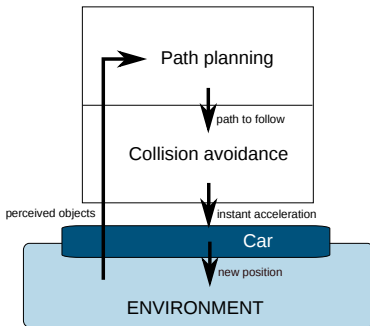 Path planning
path to follow
Collision avoidance
perceived objects
instant acceleration
Car
new position
ENVIRONMENT